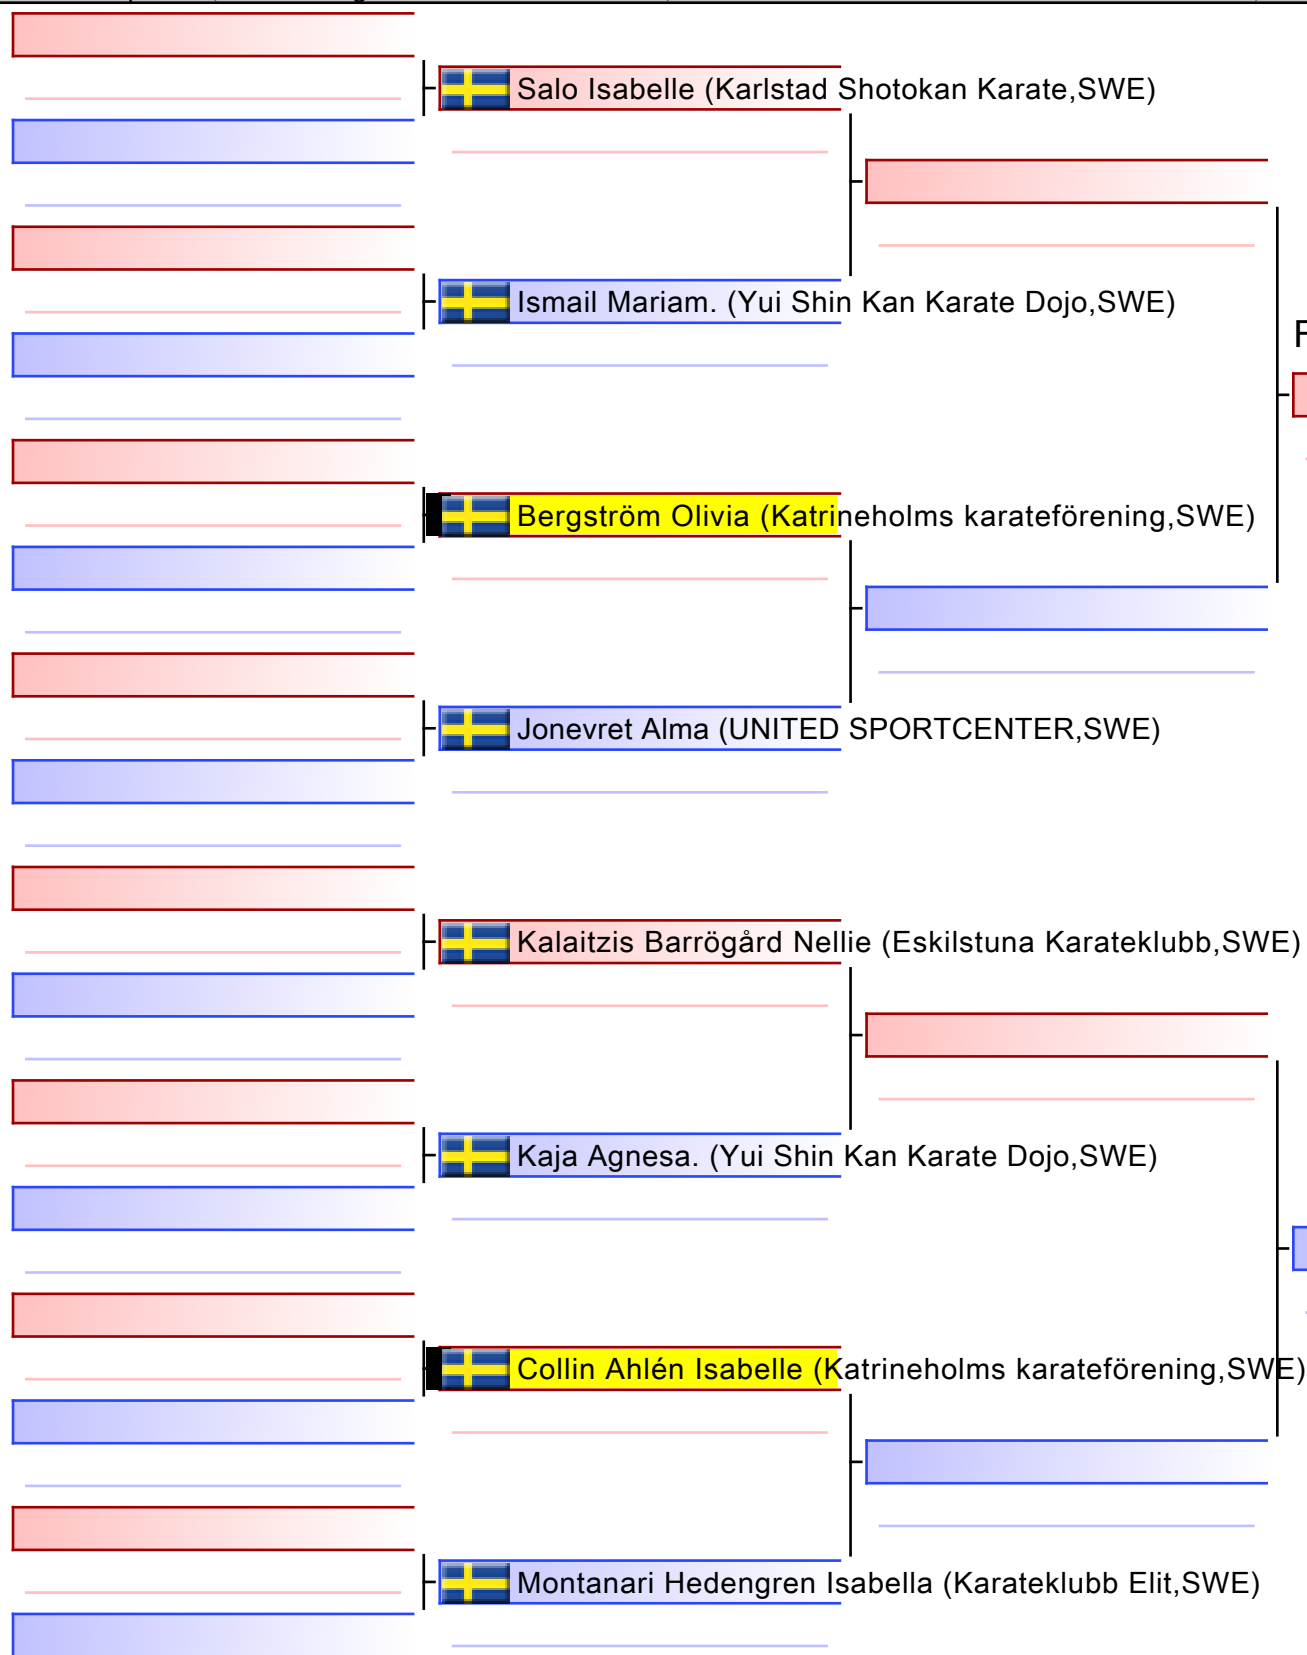 Salo Isabelle (Karlstad Shotokan Karate,SWE)
Ismail Mariam. (Yui Shin Kan Karate Dojo,SWE)
Bergström Olivia (Katrineholms karateförening,SWE)
Jonevret Alma (UNITED SPORTCENTER,SWE)
Kalaitzis Barrögård Nellie (Eskilstuna Karateklubb,SWE)
Kaja Agnesa. (Yui Shin Kan Karate Dojo,SWE)
Collin Ahlén Isabelle (Katrineholms karateförening,SWE)
Montanari Hedengren Isabella (Karateklubb Elit,SWE)